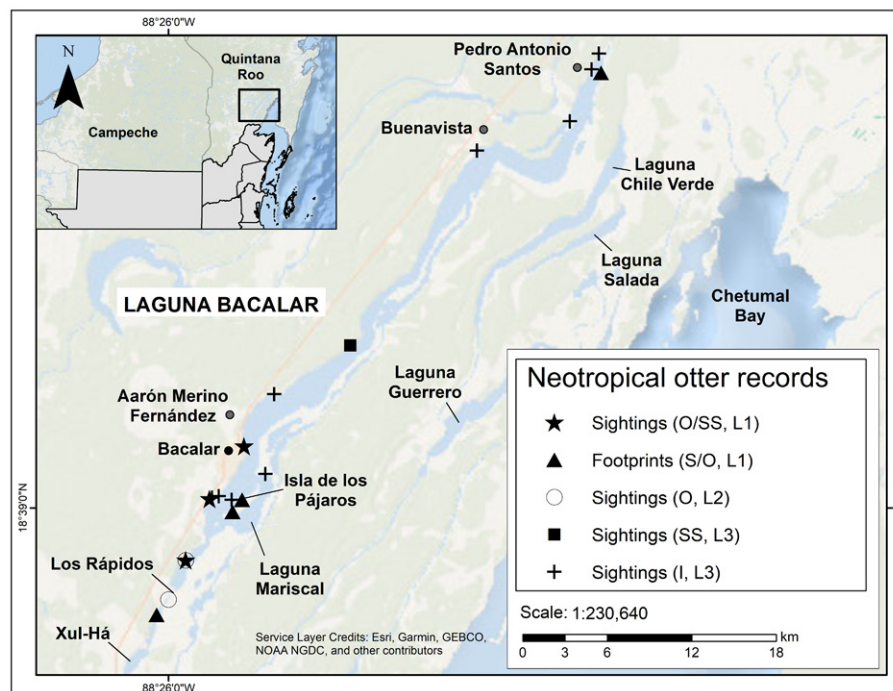 88°26'0"W
N
Quintana
Roo
Campeche
Pedro Antonio
Santos
Buenavista
Laguna
Chile Verde
Laguna
Salada
Chetumal
Bay
LAGUNA BACALAR
Laguna
Guerrero
Aarón Merino
Fernández
Bacalar
Isla de los
Pájaros
18°39'0"N
Los Rápidos
Laguna
Mariscal
Xul-Há
Service Layer Credits: Esri, Garmin, GEBCO,
NOAA NGDC, and other contributors
Neotropical otter records
Sightings (O/SS, L1)
Footprints (S/O, L1)
Sightings (O, L2)
Sightings (SS, L3)
Sightings (I, L3)
Scale: 1:230,640
km
0 3 6 12 18
88°26'0"W